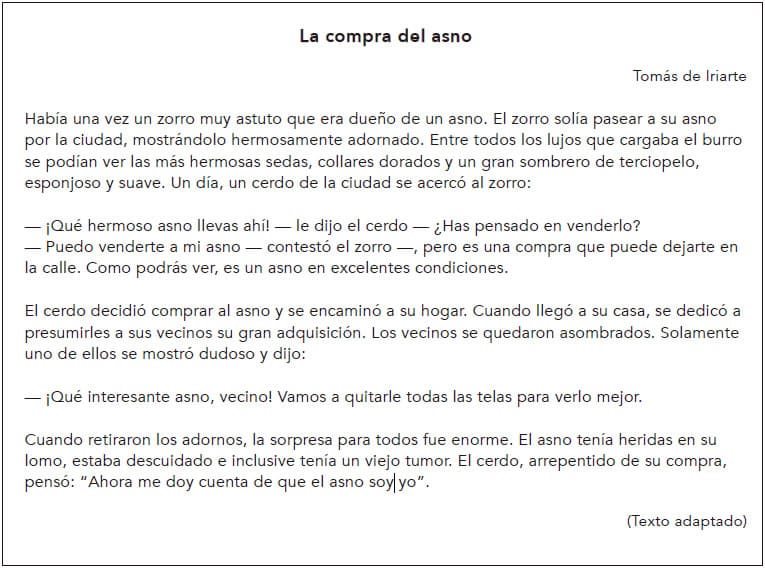 La compra del asno
Tomás de Iriarte
Había una vez un zorro muy astuto que era dueño de un asno. El zorro solía pasear a su asno
por la ciudad, mostrándolo hermosamente adornado. Entre todos los lujos que cargaba el burro
se podían ver las más hermosas sedas, collares dorados y un gran sombrero de terciopelo,
esponjoso y suave. Un día, un cerdo de la ciudad se acercó al zorro:
— ¡Qué hermoso asno llevas ahí! — le dijo el cerdo — ¿Has pensado en venderlo?
— Puedo venderte a mi asno — contestó el zorro —, pero es una compra que puede dejarte en
la calle. Como podrás ver, es un asno en excelentes condiciones.
El cerdo decidió comprar al asno y se encaminó a su hogar. Cuando llegó a su casa, se dedicó a
presumirles a sus vecinos su gran adquisición. Los vecinos se quedaron asombrados. Solamente
uno de ellos se mostró dudoso y dijo:
— ¡Qué interesante asno, vecino! Vamos a quitarle todas las telas para verlo mejor.
Cuando retiraron los adornos, la sorpresa para todos fue enorme. El asno tenía heridas en su
lomo, estaba descuidado e inclusive tenía un viejo tumor. El cerdo, arrepentido de su compra,
pensó: “Ahora me doy cuenta de que el asno soy yo”.
(Texto adaptado)